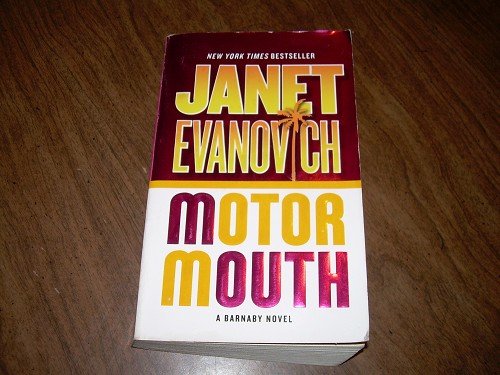 NEW YORK TIMES BESTSELLER
JANET
EVANOVICH
MOTOR
MOUTH
A BARNABY NOVEL